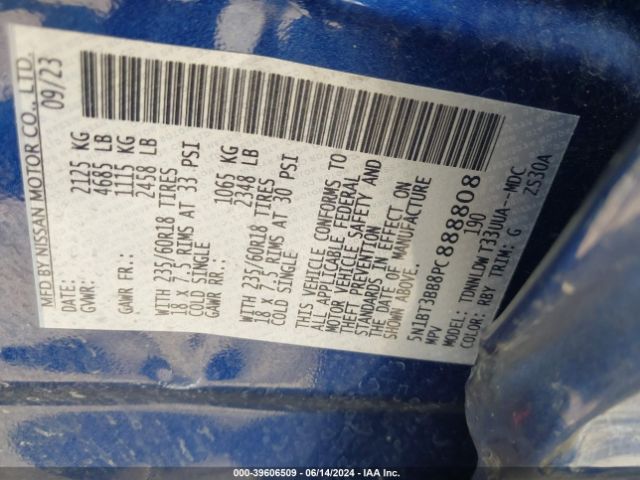 MFD BY NISSAN MOTOR CO., LTD.
DATE: 09/23
GVWR: 2125 KG
4685 LB
GAWR FR.: 1115 KG
2458 LB
WITH 235/60R18 TIRES
18 X 7.5 RIMS AT 33 PSI
COLD SINGLE
GAWR RR.: 1065 KG
2348 LB
WITH 235/60R18 TIRES
18 X 7.5 RIMS AT 30 PSI
COLD SINGLE
THIS VEHICLE CONFORMS TO
ALL APPLICABLE FEDERAL
MOTOR VEHICLE SAFETY AND
THEFT PREVENTION
STANDARDS IN EFFECT ON
THE DATE OF MANUFACTURE
SHOWN ABOVE.
5N1BT3BB8PC888808
MPV 190
MODEL: TDNNLDW T33UUA--MDC
COLOR: RBY TRIM: G ZS30A
000-39606509 - 06/14/2024 - IAA Inc.